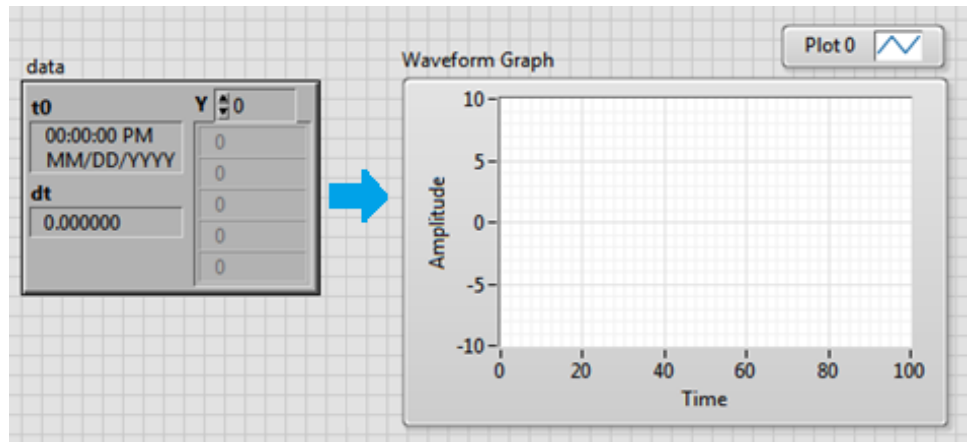 data
t0
00:00:00 PM
MM/DD/YYYY
dt
0.000000
Y 0
0
0
0
0
0
Waveform Graph
Plot 0
Amplitude
10
5
0
-5
-10
0 20 40 60 80 100
Time